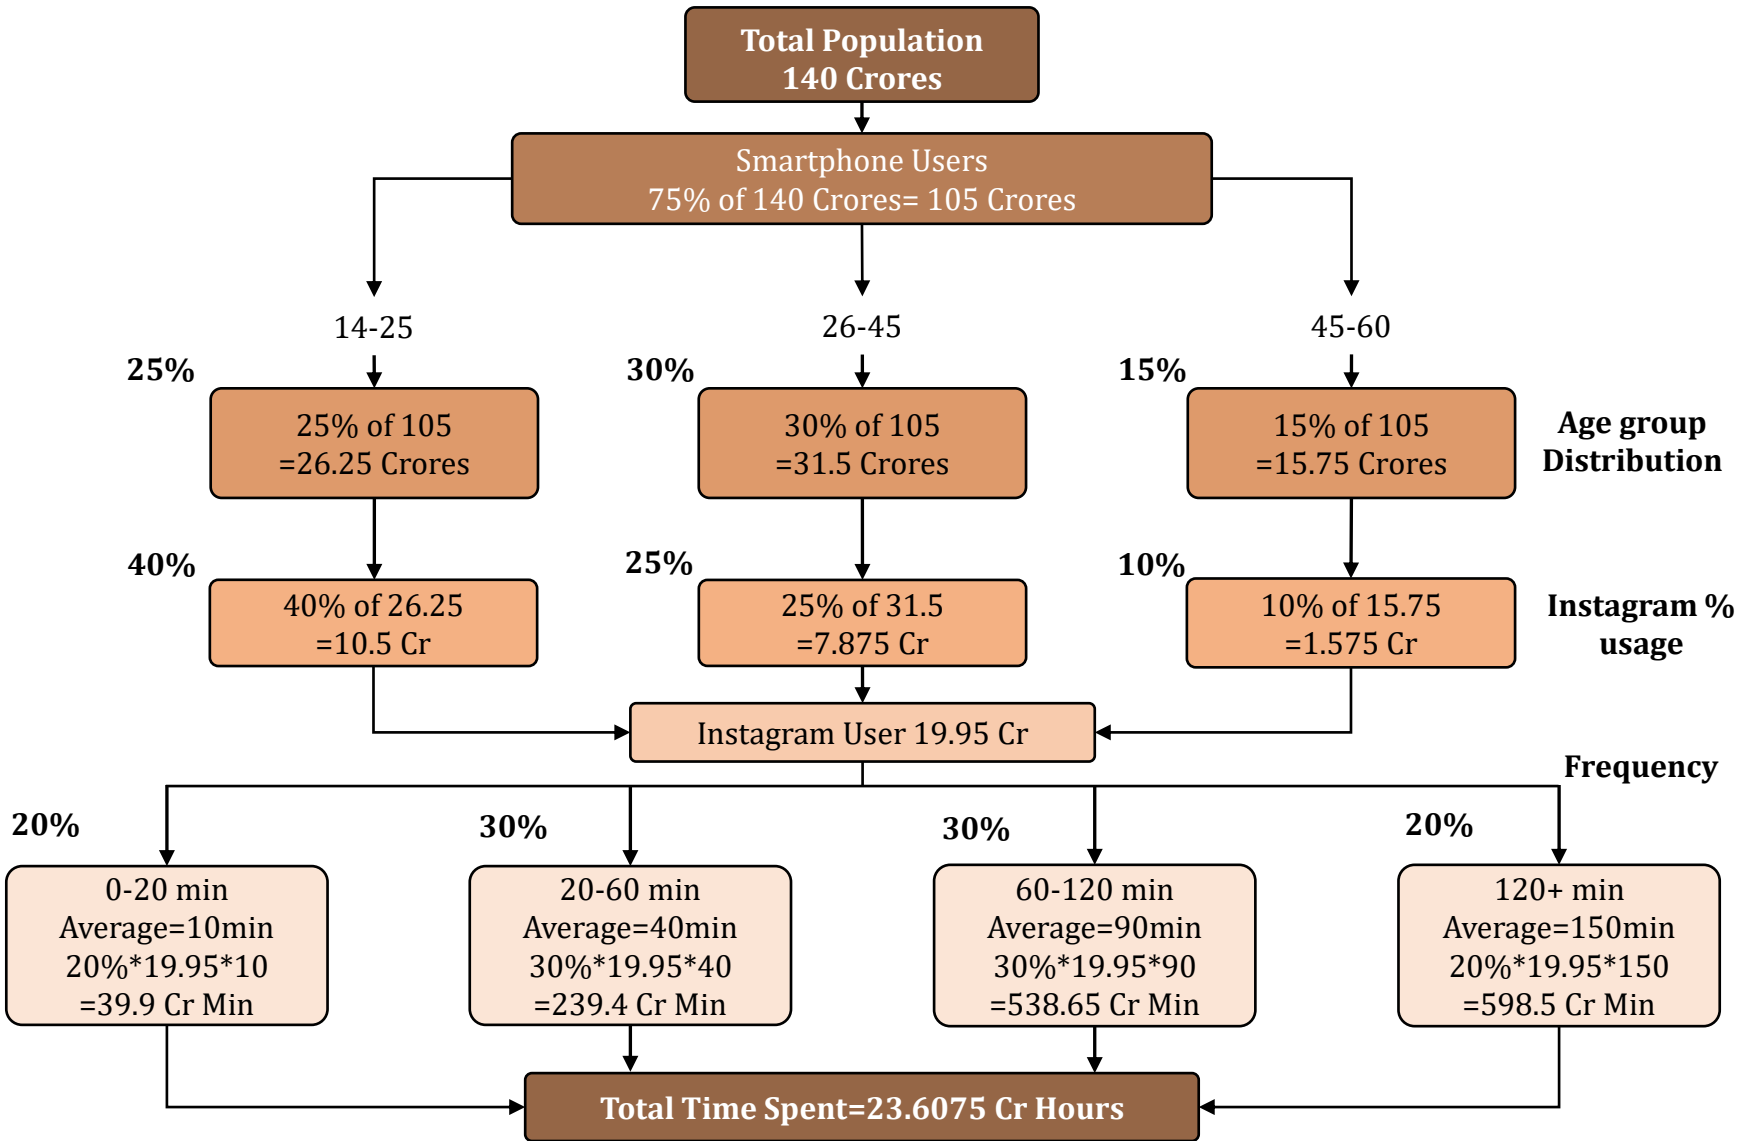 Total Population
140 Crores
Smartphone Users
75% of 140 Crores= 105 Crores
14-25
26-45
45-60
25%
30%
15%
25% of 105
=26.25 Crores
30% of 105
=31.5 Crores
15% of 105
=15.75 Crores
Age group
Distribution
40%
25%
10%
40% of 26.25
=10.5 Cr
25% of 31.5
=7.875 Cr
10% of 15.75
=1.575 Cr
Instagram %
usage
Instagram User 19.95 Cr
Frequency
20%
30%
30%
20%
0-20 min
Average=10min
20%*19.95*10
=39.9 Cr Min
20-60 min
Average=40min
30%*19.95*40
=239.4 Cr Min
60-120 min
Average=90min
30%*19.95*90
=538.65 Cr Min
120+ min
Average=150min
20%*19.95*150
=598.5 Cr Min
Total Time Spent=23.6075 Cr Hours